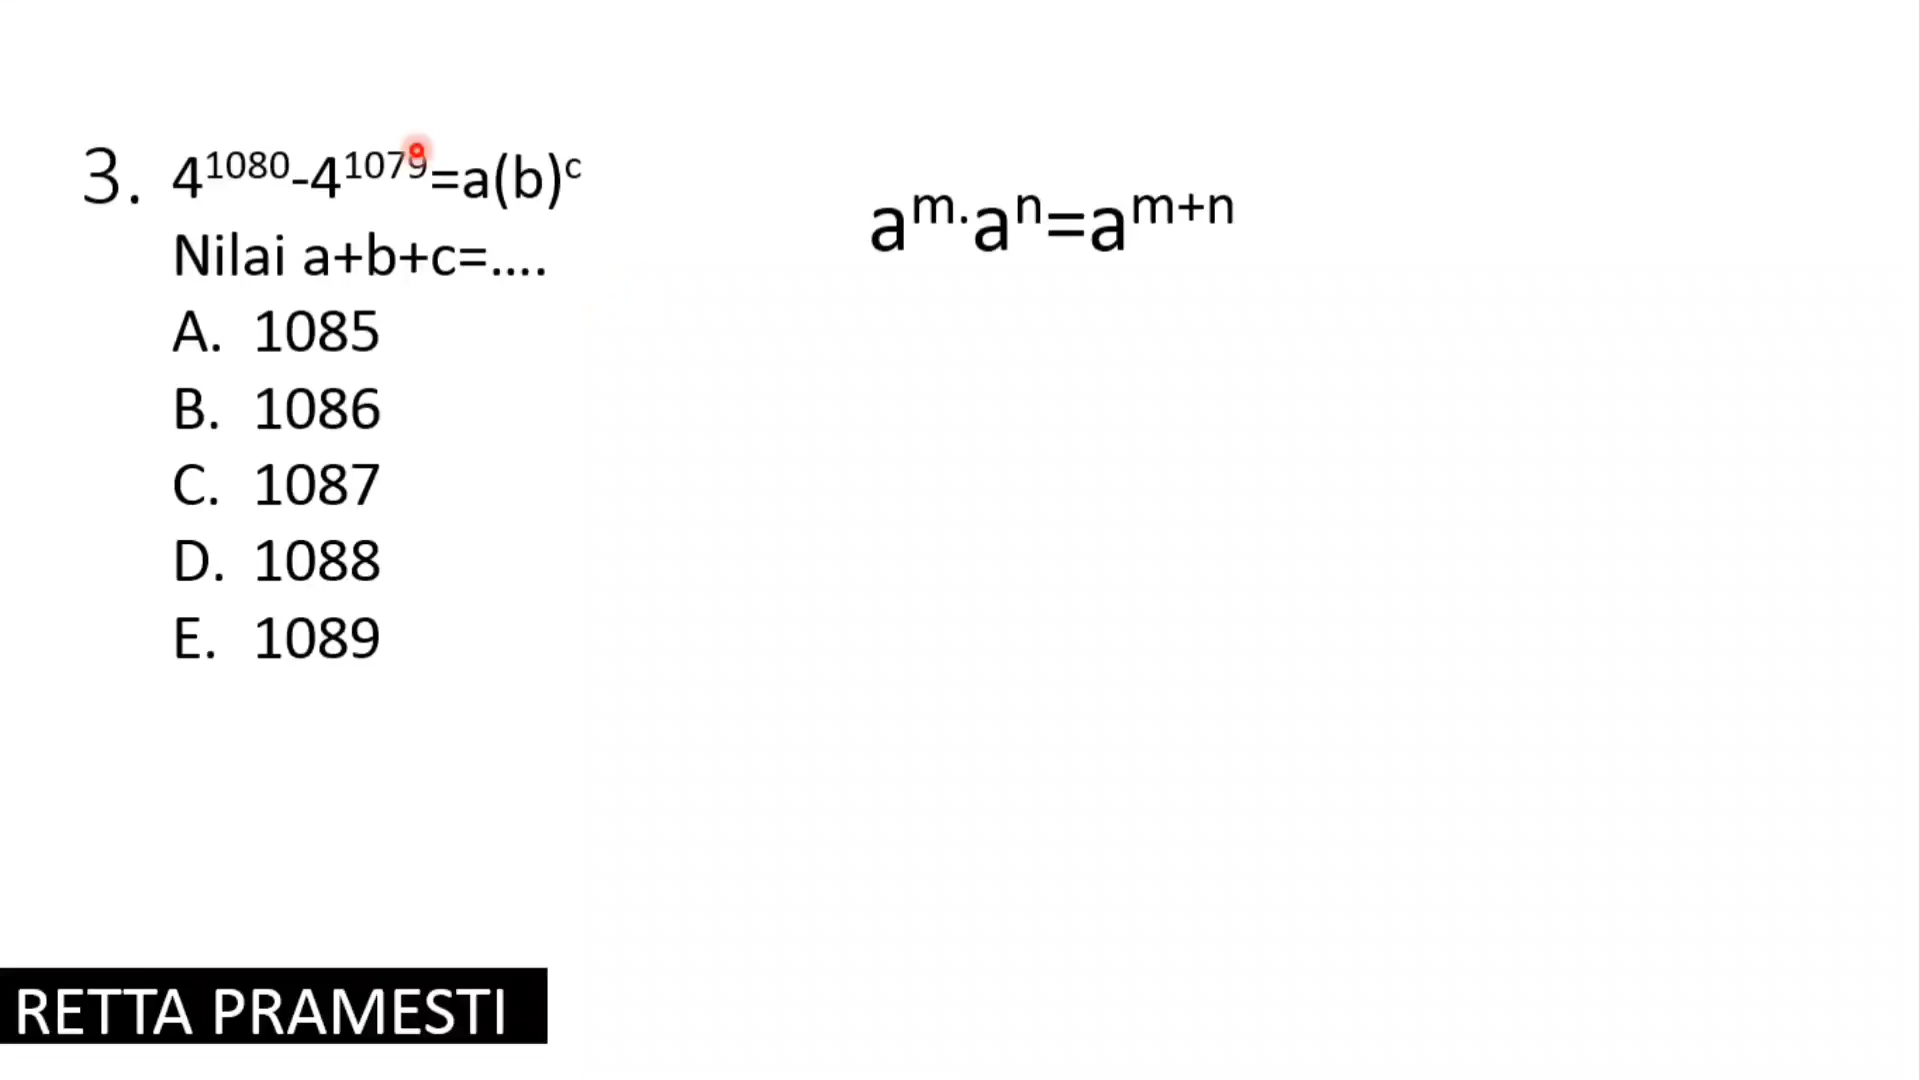 3. 4¹⁰⁸⁰-4¹⁰⁷⁹=a(b)ᶜ
Nilai a+b+c=....
A. 1085
B. 1086
C. 1087
D. 1088
E. 1089
aᵐ·aⁿ=aᵐ⁺ⁿ
RETTA PRAMESTI